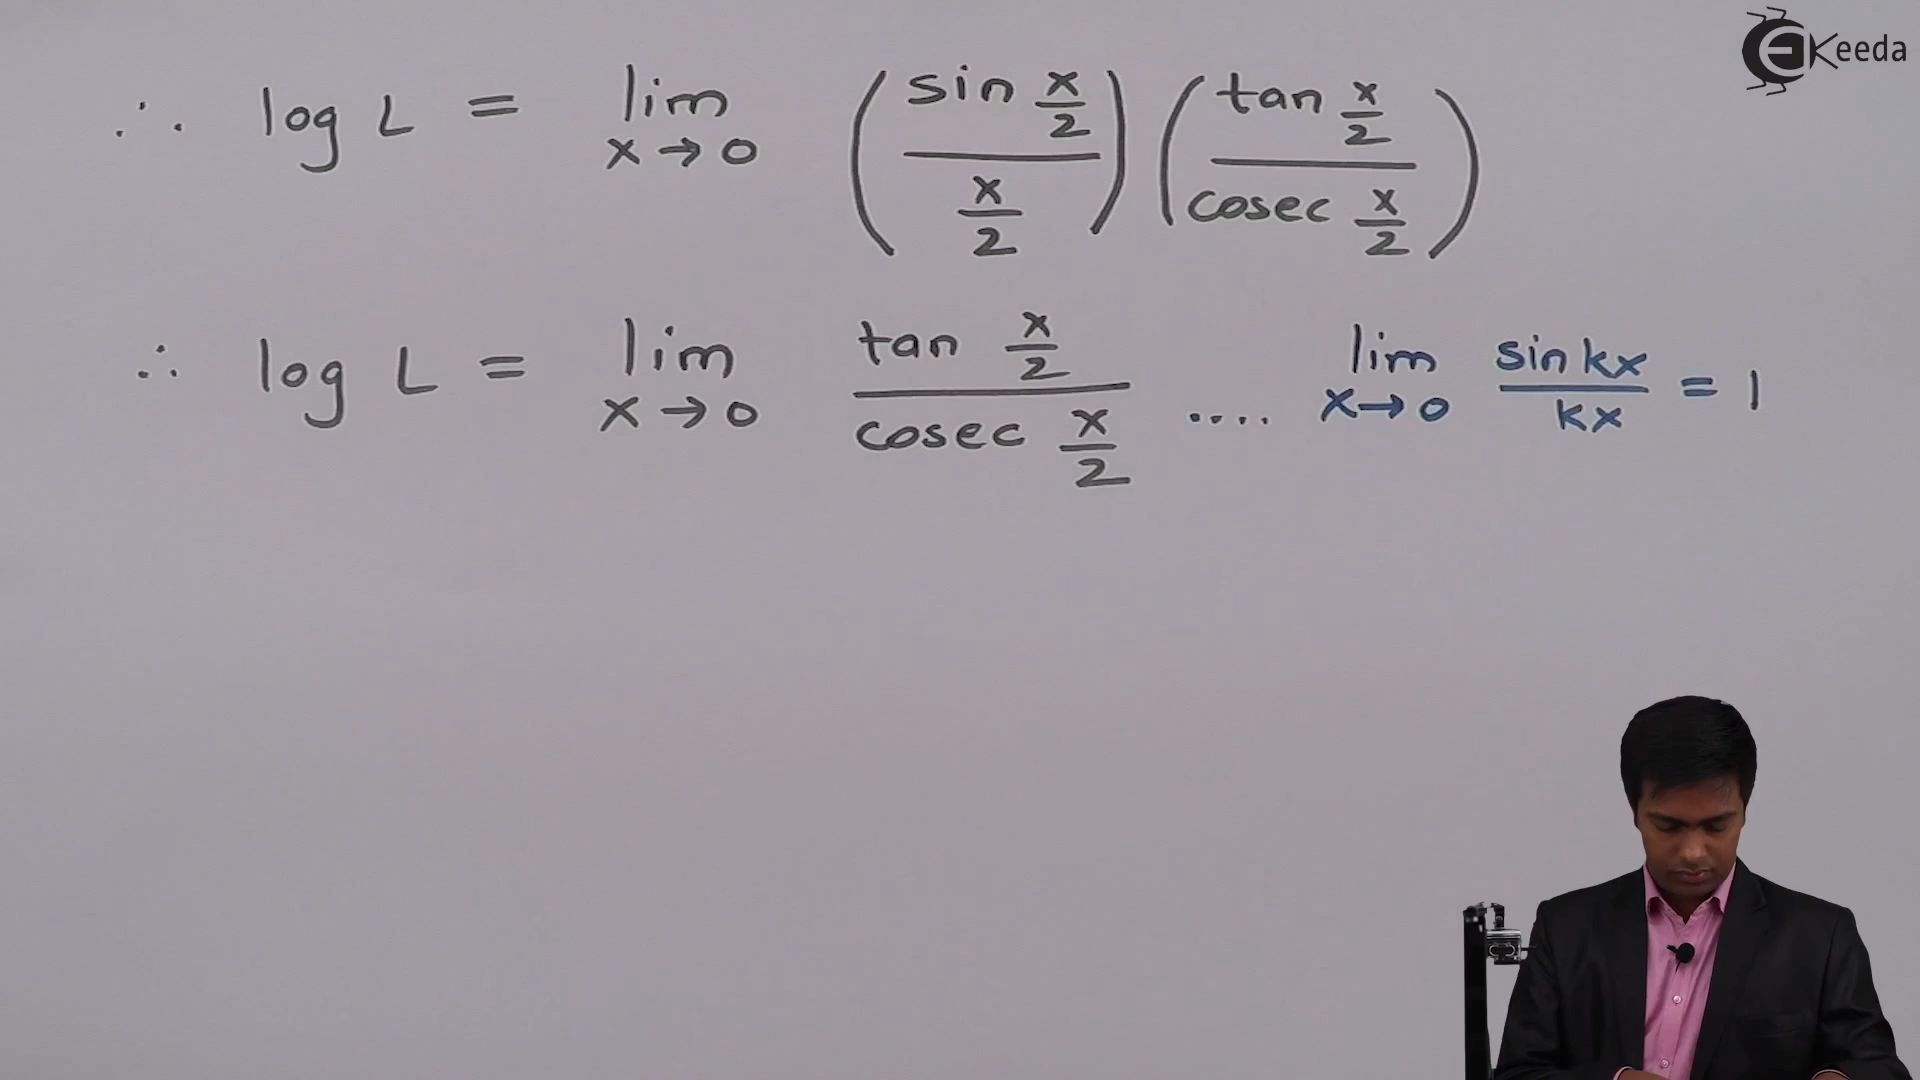 EKeeda
∴ log L = lim x→0 (sin x/2 / x/2) (tan x/2 / cosec x/2)
∴ log L = lim x→0 tan x/2 / cosec x/2 .... lim x→0 sin kx / kx = 1